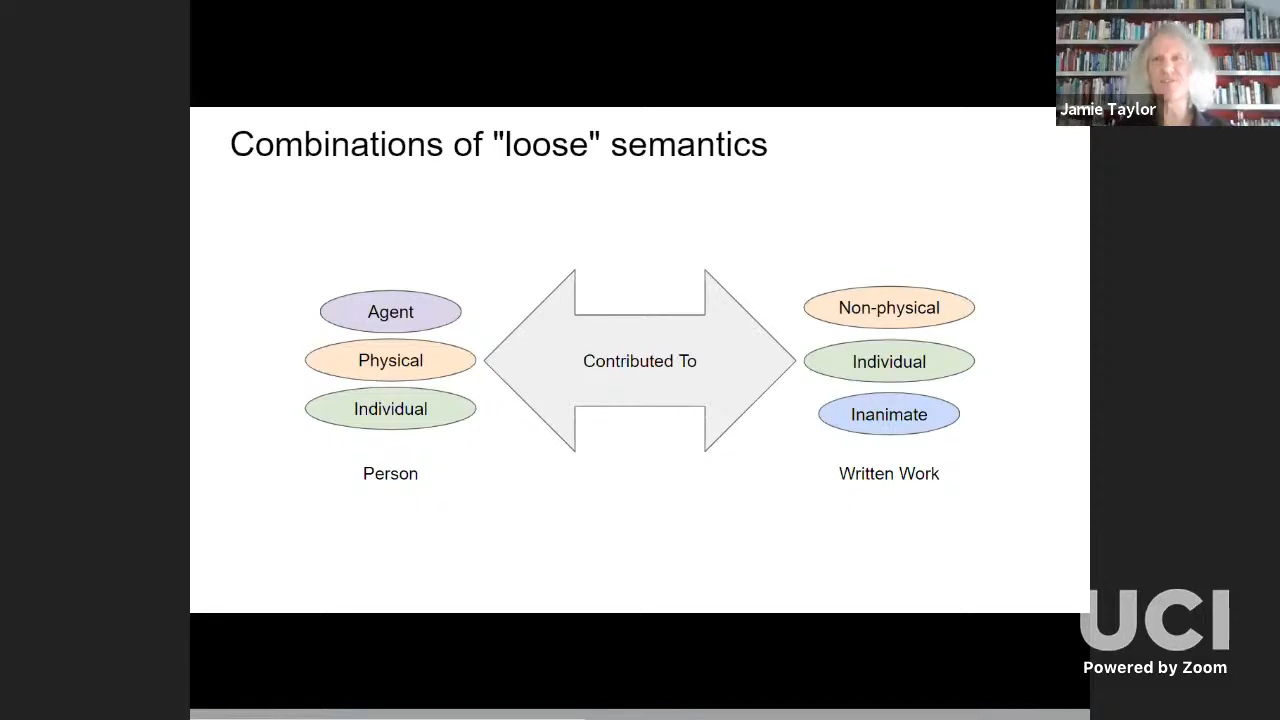 Jamie Taylor
Combinations of "loose" semantics
Agent
Physical
Individual
Person
Contributed To
Non-physical
Individual
Inanimate
Written Work
UCI
Powered by Zoom